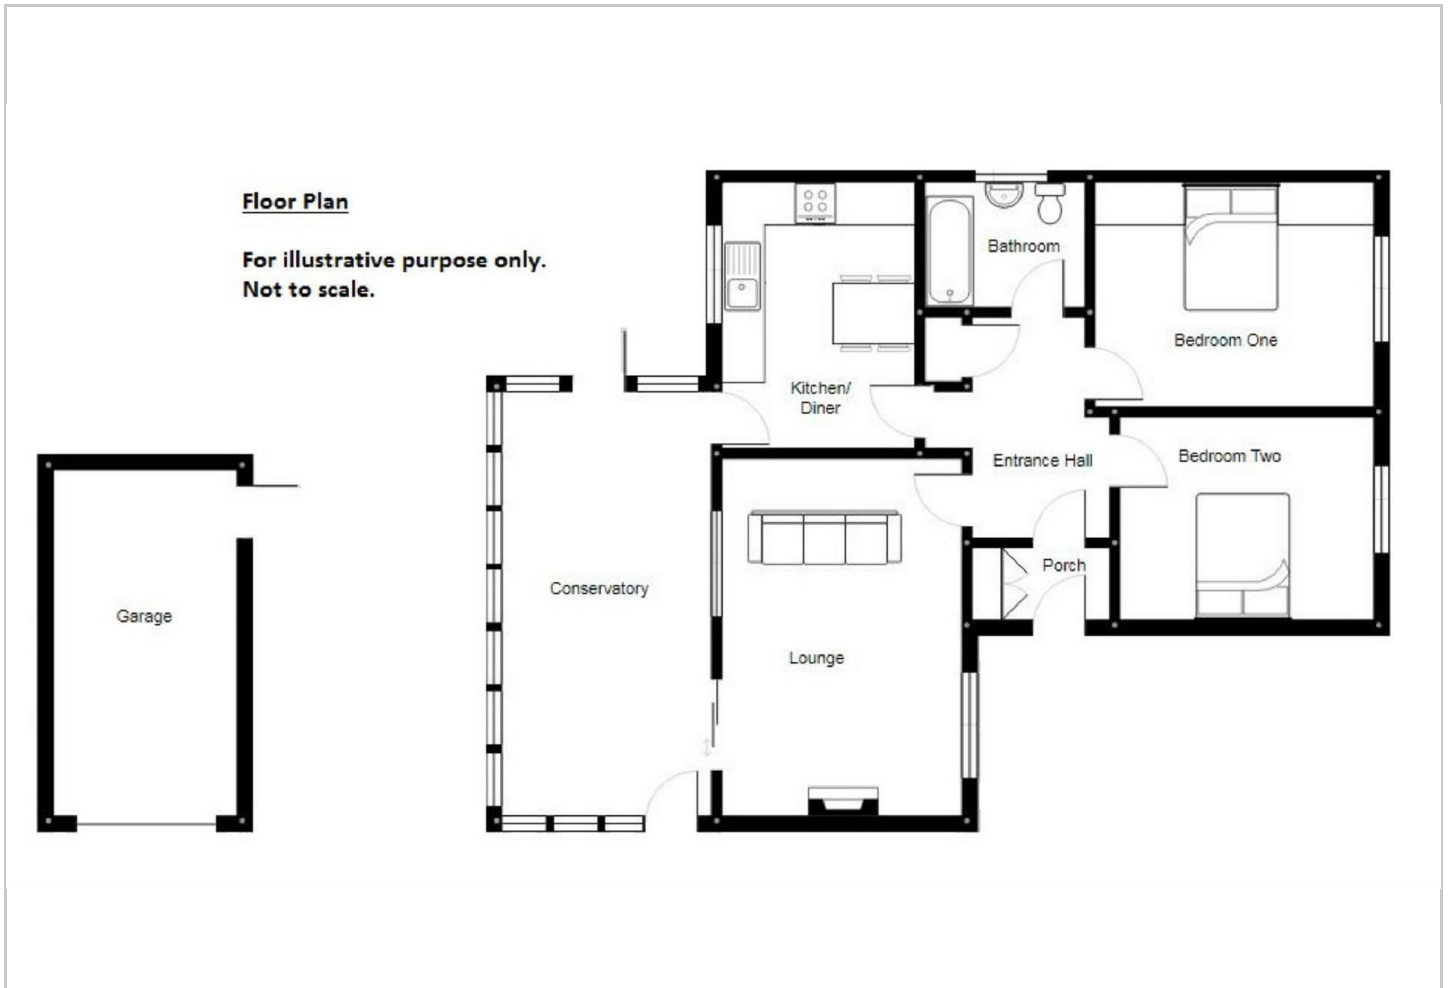 Floor Plan
For illustrative purpose only.
Not to scale.
Bathroom
Bedroom One
Kitchen/
Diner
Entrance Hall
Bedroom Two
Porch
Conservatory
Garage
Lounge